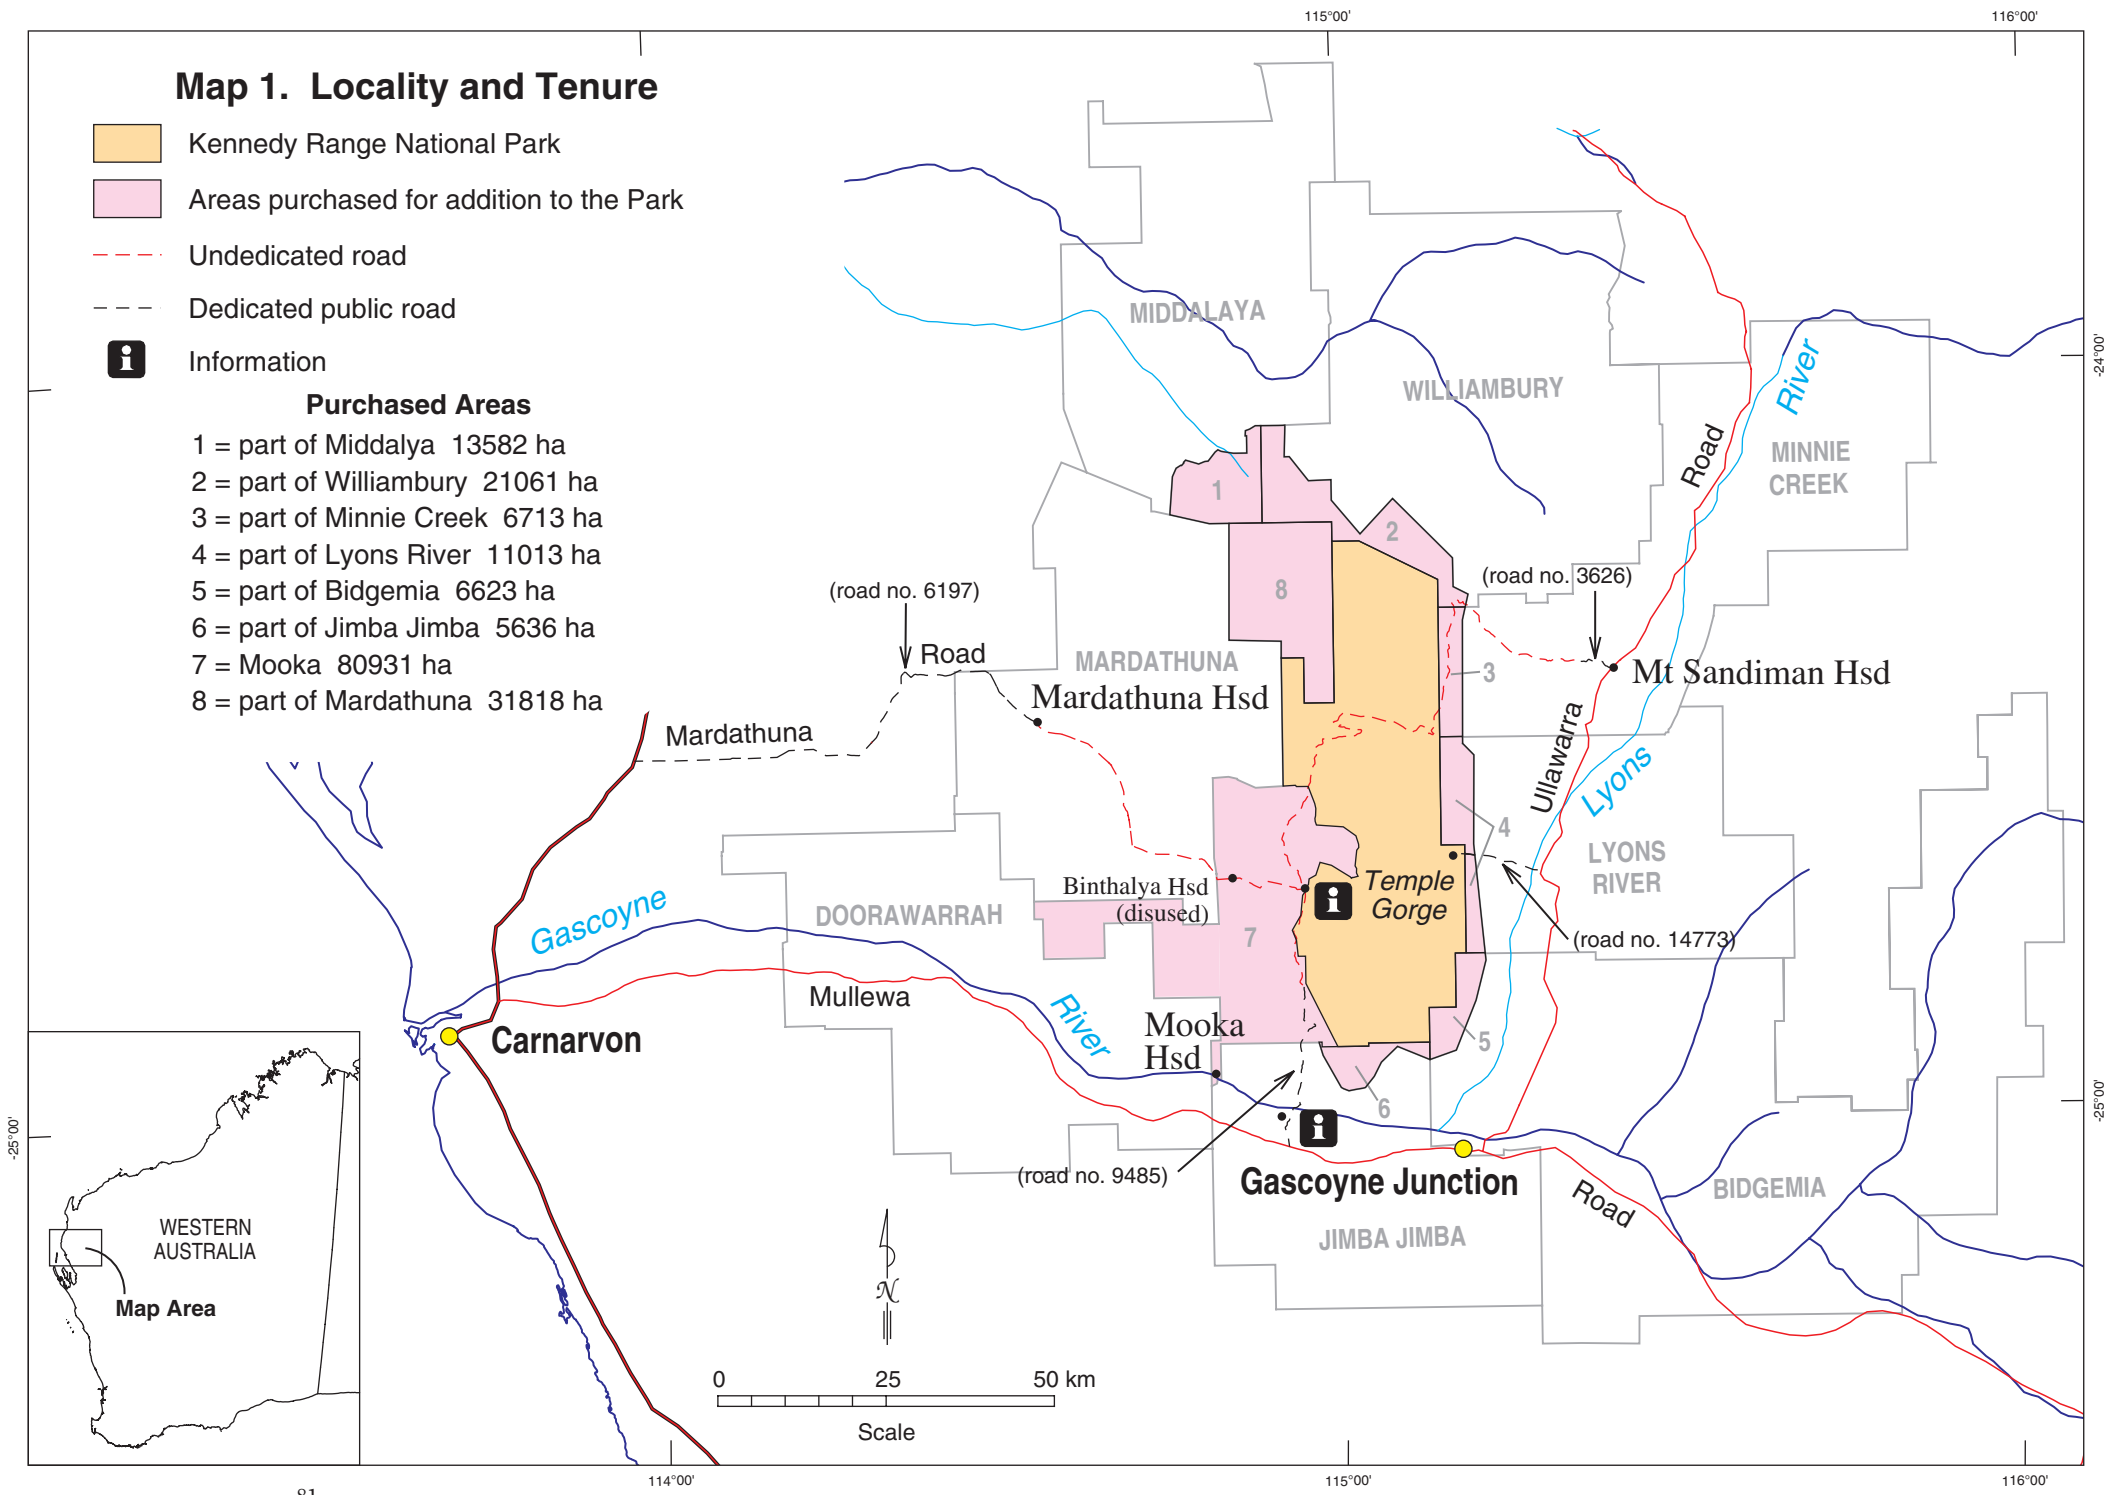 115°00'
116°00'
Map 1. Locality and Tenure
Kennedy Range National Park
Areas purchased for addition to the Park
Undedicated road
Dedicated public road
i
Information
Purchased Areas
1 = part of Middalya 13582 ha
2 = part of Williambury 21061 ha
3 = part of Minnie Creek 6713 ha
4 = part of Lyons River 11013 ha
5 = part of Bidgemia 6623 ha
6 = part of Jimba Jimba 5636 ha
7 = Mooka 80931 ha
8 = part of Mardathuna 31818 ha
MIDDALAYA
WILLIAMBURY
River
-24°00'
MINNIE
CREEK
Road
1
2
8
(road no. 3626)
(road no. 6197)
Road
MARDATHUNA
Mardathuna Hsd
3
Mt Sandiman Hsd
Mardathuna
Ullawarra
Lyons
4
LYONS
RIVER
Binthalya Hsd
(disused)
i
Temple
Gorge
DOORAWARRAH
Gascoyne
7
(road no. 14773)
Mullewa
River
Mooka
Hsd
5
Carnarvon
6
i
-25°00'
-25°00'
(road no. 9485)
Gascoyne Junction
Road
BIDGEMIA
JIMBA JIMBA
WESTERN
AUSTRALIA
Map Area
N
0 25 50 km
Scale
114°00'
115°00'
116°00'
81